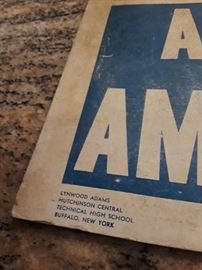 A
AM
LYNWOOD ADAMS
HUTCHINSON CENTRAL
TECHNICAL HIGH SCHOOL
BUFFALO, NEW YORK